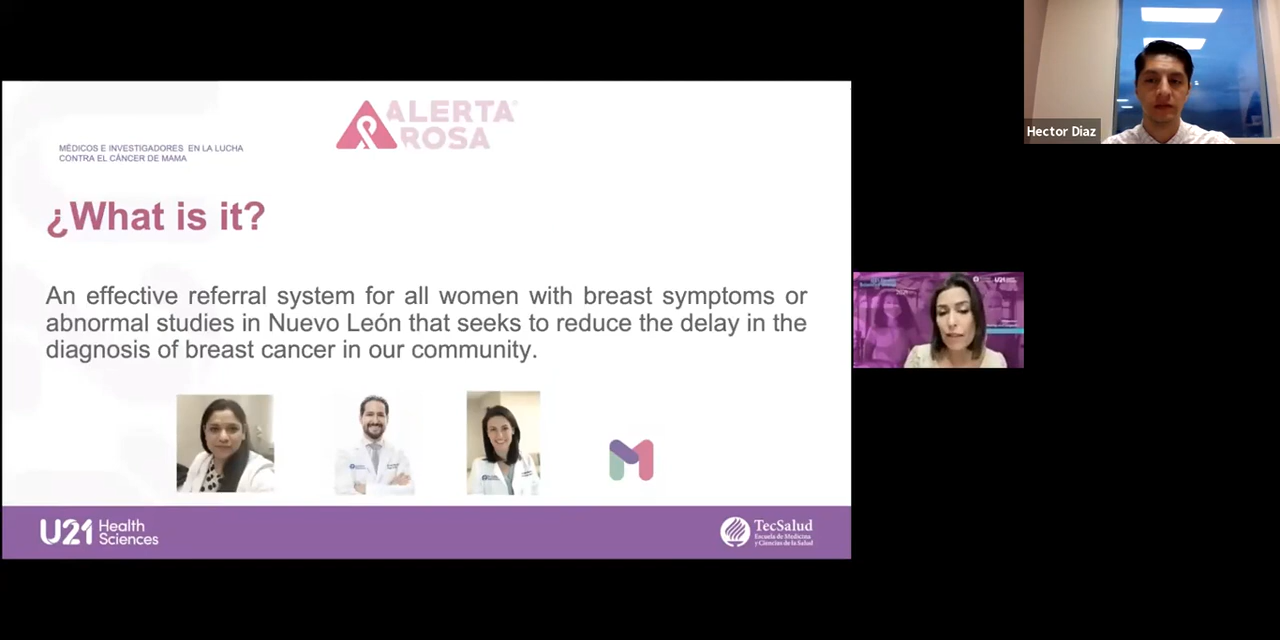 ALERTA
ROSA
MÉDICOS E INVESTIGADORES EN LA LUCHA
CONTRA EL CÁNCER DE MAMA
¿What is it?
An effective referral system for all women with breast symptoms or
abnormal studies in Nuevo León that seeks to reduce the delay in the
diagnosis of breast cancer in our community.
U21 Health
Sciences
TecSalud
Escuela de Medicina
y Ciencias de la Salud
Hector Diaz
U21